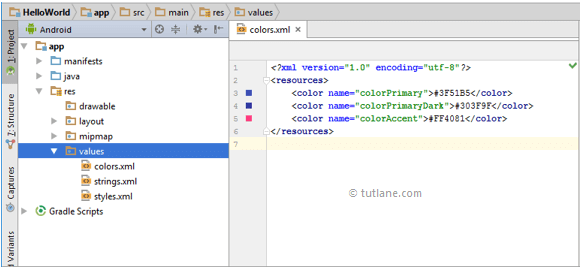 HelloWorld app src main res values
Android
colors.xml
1: Project
7: Structure
Captures
d Variants
app
manifests
java
res
drawable
layout
mipmap
values
colors.xml
strings.xml
styles.xml
Gradle Scripts
1 <?xml version="1.0" encoding="utf-8"?>
2 <resources>
3 <color name="colorPrimary">#3F51B5</color>
4 <color name="colorPrimaryDark">#303F9F</color>
5 <color name="colorAccent">#FF4081</color>
6 </resources>
7
© tutlane.com